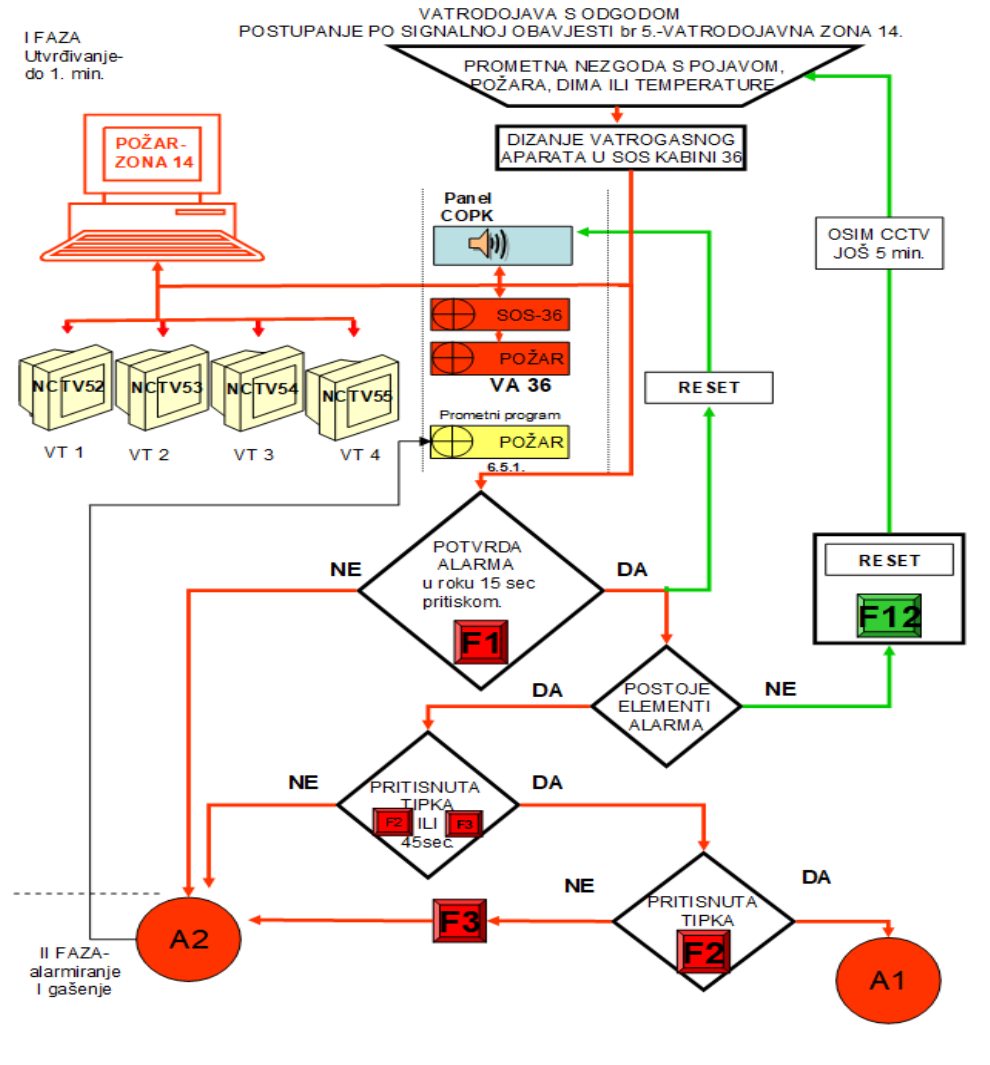 VATRODOJAVA S ODGODOM
POSTUPANJE PO SIGNALNOJ OBAVJESTI br 5.-VATRODOJAVNA ZONA 14.
I FAZA
Utvrđivanje-
do 1. min.
PROMETNA NEZGODA S POJAVOM,
POŽARA, DIMA ILI TEMPERATURE
DIZANJE VATROGASNOG
APARATA U SOS KABINI 36
POŽAR-
ZONA 14
Panel
COPK
OSIM CCTV
JOŠ 5 min.
SOS-36
POŽAR
VA 36
RESET
NCTV52
NCTV53
NCTV54
NCTV55
VT 1
VT 2
VT 3
VT 4
Prometni program
POŽAR
6.5.1.
POTVRDA
ALARMA
u roku 15 sec
pritiskom.
F1
NE
DA
RESET
F12
POSTOJE
ELEMENTI
ALARMA
DA
NE
PRITISNUTA
TIPKA
F2 ILI F3
45sec.
NE
DA
PRITISNUTA
TIPKA
F2
NE
DA
F3
A2
A1
II FAZA-
alarmiranje
I gašenje